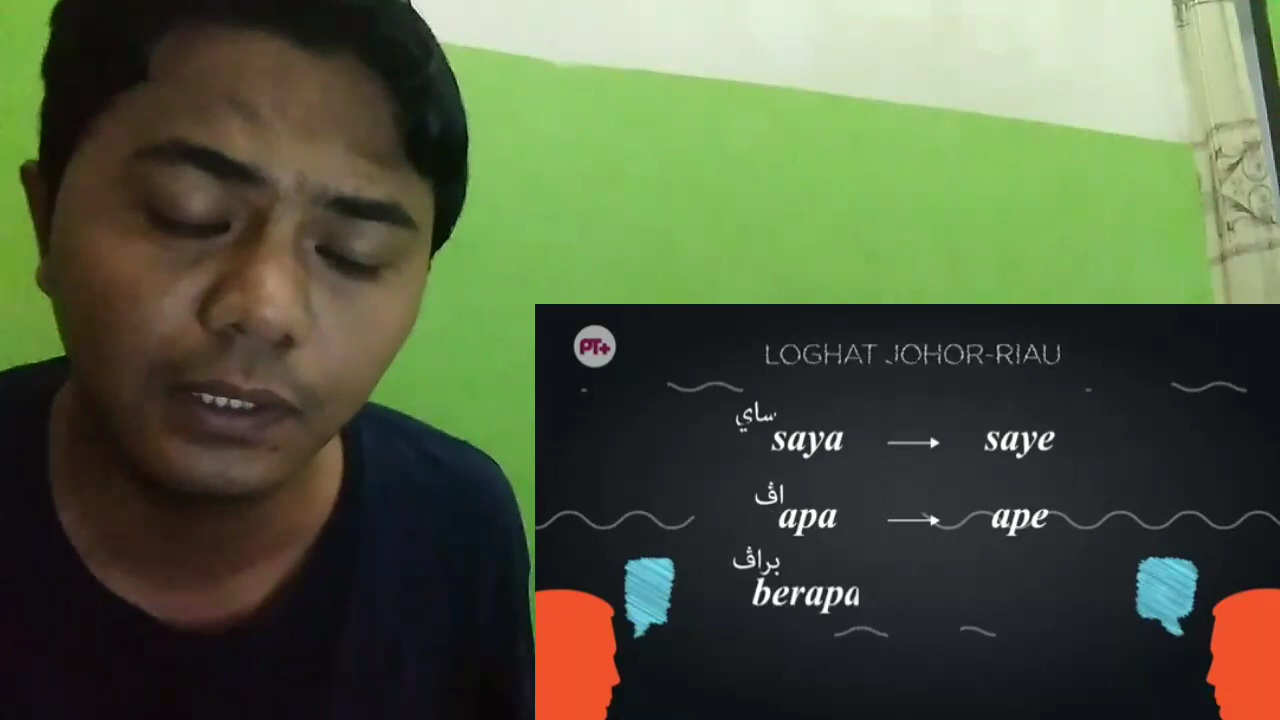 PT+
LOGHAT JOHOR-RIAU
ساي
saya → saye
اڤ
apa → ape
براڤ
berapa